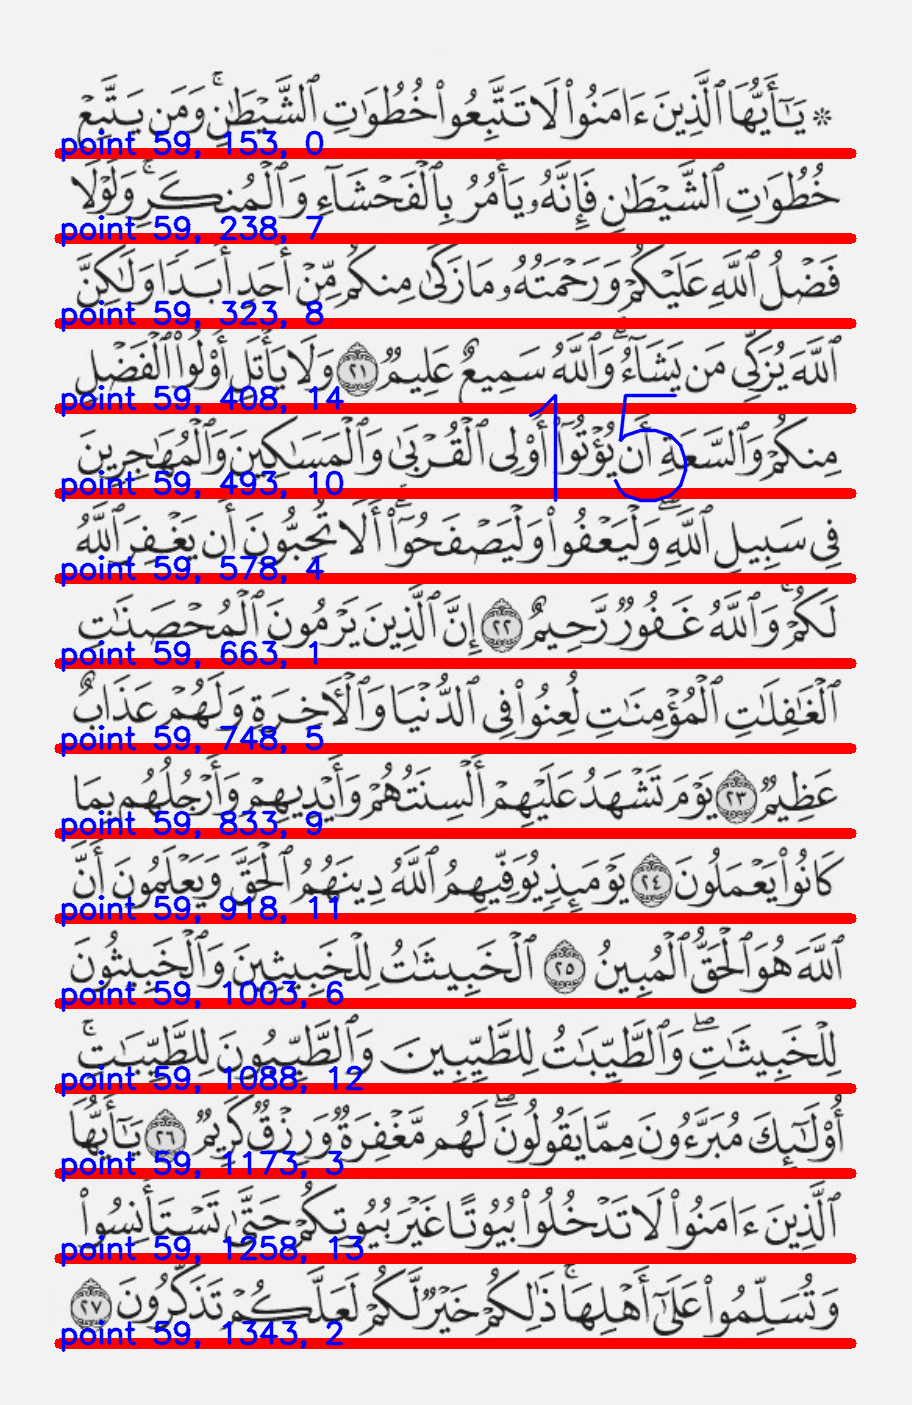 ۞ يَٰٓأَيُّهَا ٱلَّذِينَ ءَامَنُوا۟ لَا تَتَّبِعُوا۟ خُطُوَٰتِ ٱلشَّيْطَٰنِ ۚ وَمَن يَتَّبِعْ
point 59, 153, 0
خُطُوَٰتِ ٱلشَّيْطَٰنِ فَإِنَّهُۥ يَأْمُرُ بِٱلْفَحْشَآءِ وَٱلْمُنكَرِ ۚ وَلَوْلَا
point 59, 238, 7
فَضْلُ ٱللَّهِ عَلَيْكُمْ وَرَحْمَتُهُۥ مَا زَكَىٰ مِنكُم مِّنْ أَحَدٍ أَبَدًا وَلَٰكِنَّ
point 59, 323, 8
ٱللَّهَ يُزَكِّى مَن يَشَآءُ ۗ وَٱللَّهُ سَمِيعٌ عَلِيمٌ ٢١ وَلَا يَأْتَلِ أُو۟لُوا۟ ٱلْفَضْلِ
point 59, 408, 14
15
مِنكُمْ وَٱلسَّعَةِ أَن يُؤْتُوٓا۟ أُو۟لِى ٱلْقُرْبَىٰ وَٱلْمَسَٰكِينَ وَٱلْمُهَٰجِرِينَ
point 59, 493, 10
فِى سَبِيلِ ٱللَّهِ ۖ وَلْيَعْفُوا۟ وَلْيَصْفَحُوٓا۟ ۗ أَلَا تُحِبُّونَ أَن يَغْفِرَ ٱللَّهُ
point 59, 578, 4
لَكُمْ ۗ وَٱللَّهُ غَفُورٌ رَّحِيمٌ ٢٢ إِنَّ ٱلَّذِينَ يَرْمُونَ ٱلْمُحْصَنَٰتِ
point 59, 663, 1
ٱلْغَٰفِلَٰتِ ٱلْمُؤْمِنَٰتِ لُعِنُوا۟ فِى ٱلدُّنْيَا وَٱلْءَاخِرَةِ وَلَهُمْ عَذَابٌ
point 59, 748, 5
عَظِيمٌ ٢٣ يَوْمَ تَشْهَدُ عَلَيْهِمْ أَلْسِنَتُهُمْ وَأَيْدِيهِمْ وَأَرْجُلُهُم بِمَا
point 59, 833, 9
كَانُوا۟ يَعْمَلُونَ ٢٤ يَوْمَئِذٍ يُوَفِّيهِمُ ٱللَّهُ دِينَهُمُ ٱلْحَقَّ وَيَعْلَمُونَ أَنَّ
point 59, 918, 11
ٱللَّهَ هُوَ ٱلْحَقُّ ٱلْمُبِينُ ٢٥ ٱلْخَبِيثَٰتُ لِلْخَبِيثِينَ وَٱلْخَبِيثُونَ
point 59, 1003, 6
لِلْخَبِيثَٰتِ ۖ وَٱلطَّيِّبَٰتُ لِلطَّيِّبِينَ وَٱلطَّيِّبُونَ لِلطَّيِّبَٰتِ ۚ
point 59, 1088, 12
أُو۟لَٰٓئِكَ مُبَرَّءُونَ مِمَّا يَقُولُونَ ۖ لَهُم مَّغْفِرَةٌ وَرِزْقٌ كَرِيمٌ ٢٦ يَٰٓأَيُّهَا
point 59, 1173, 3
ٱلَّذِينَ ءَامَنُوا۟ لَا تَدْخُلُوا۟ بُيُوتًا غَيْرَ بُيُوتِكُمْ حَتَّىٰ تَسْتَأْنِسُوا۟
point 59, 1258, 13
وَتُسَلِّمُوا۟ عَلَىٰٓ أَهْلِهَا ۚ ذَٰلِكُمْ خَيْرٌ لَّكُمْ لَعَلَّكُمْ تَذَكَّرُونَ ٢٧
point 59, 1343, 2